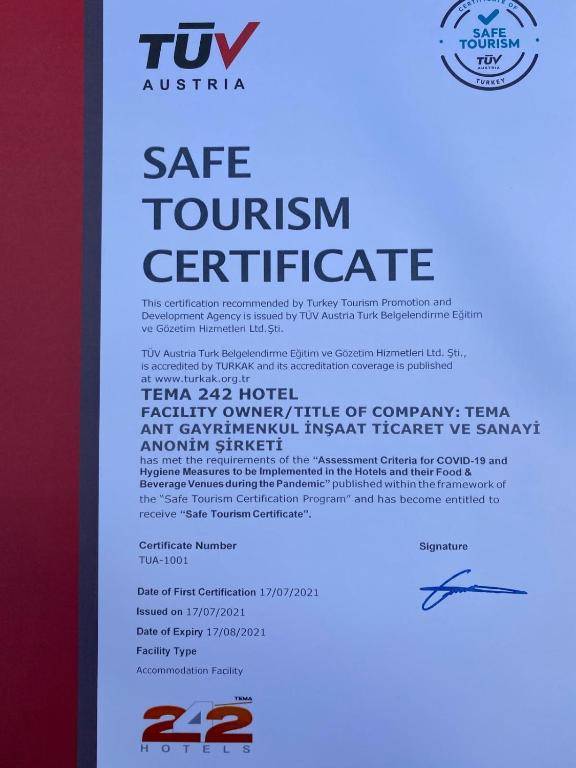 TÜV
AUSTRIA
CERTIFICATE OF
SAFE
TOURISM
TÜV
AUSTRIA
TURKEY
SAFE
TOURISM
CERTIFICATE
This certification recommended by Turkey Tourism Promotion and
Development Agency is issued by TÜV Austria Turk Belgelendirme Eğitim
ve Gözetim Hizmetleri Ltd.Şti.
TÜV Austria Turk Belgelendirme Eğitim ve Gözetim Hizmetleri Ltd. Şti.,
is accredited by TURKAK and its accreditation coverage is published
at www.turkak.org.tr
TEMA 242 HOTEL
FACILITY OWNER/TITLE OF COMPANY: TEMA
ANT GAYRİMENKUL İNŞAAT TİCARET VE SANAYİ
ANONİM ŞİRKETİ
has met the requirements of the “Assessment Criteria for COVID-19 and
Hygiene Measures to be Implemented in the Hotels and their Food &
Beverage Venues during the Pandemic” published within the framework of
the “Safe Tourism Certification Program” and has become entitled to
receive “Safe Tourism Certificate”.
Certificate Number
TUA-1001
Signature
Date of First Certification 17/07/2021
Issued on 17/07/2021
Date of Expiry 17/08/2021
Facility Type
Accommodation Facility
TEMA
242
HOTELS